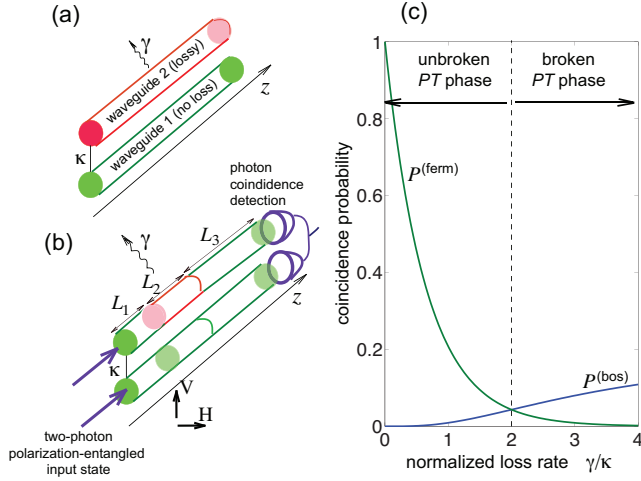 (a)
γ
waveguide 2 (lossy)
waveguide 1 (no loss)
z
κ
(b)
photon
coindidence
detection
γ
L1
L2
L3
z
κ
V
H
two-photon
polarization-entangled
input state
(c)
coincidence probability
1
0.8
0.6
0.4
0.2
0
unbroken
PT phase
broken
PT phase
P(ferm)
P(bos)
0 1 2 3 4
normalized loss rate γ/κ